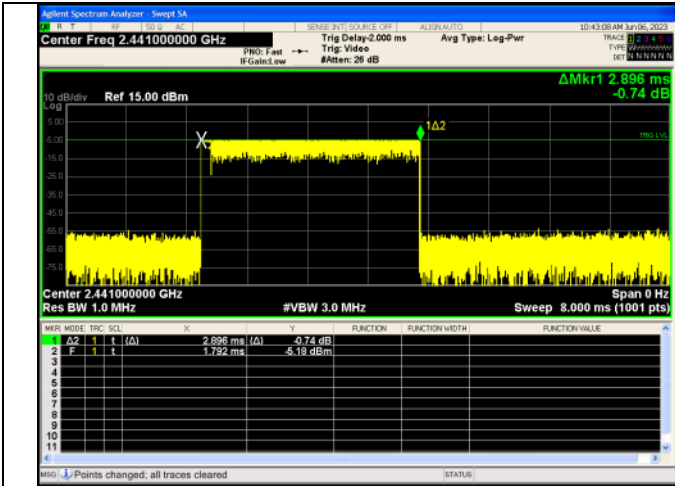 Agilent Spectrum Analyzer - Swept SA
R T RF 50 Ω AC SENSE:INT SOURCE OFF ALIGN AUTO 10:43:08 AM Jun 06, 2023
Center Freq 2.441000000 GHz Trig Delay-2.000 ms Avg Type: Log-Pwr TRACE 1 2 3 4 5 6
PNO: Fast Trig: Video TYPE
IFGain:Low #Atten: 26 dB DET N N N N N N
ΔMkr1 2.896 ms
10 dB/div Ref 15.00 dBm -0.74 dB
Log
5.00
-5.00 1Δ2 TRIG LVL
-15.0
-25.0
-35.0
-45.0
-55.0
-65.0
-75.0
Center 2.441000000 GHz Span 0 Hz
Res BW 1.0 MHz #VBW 3.0 MHz Sweep 8.000 ms (1001 pts)
MKR MODE TRC SCL X Y FUNCTION FUNCTION WIDTH FUNCTION VALUE
1 Δ2 1 t (Δ) 2.896 ms (Δ) -0.74 dB
2 F 1 t 1.792 ms -5.18 dBm
3
4
5
6
7
8
9
10
11
MSG Points changed; all traces cleared STATUS